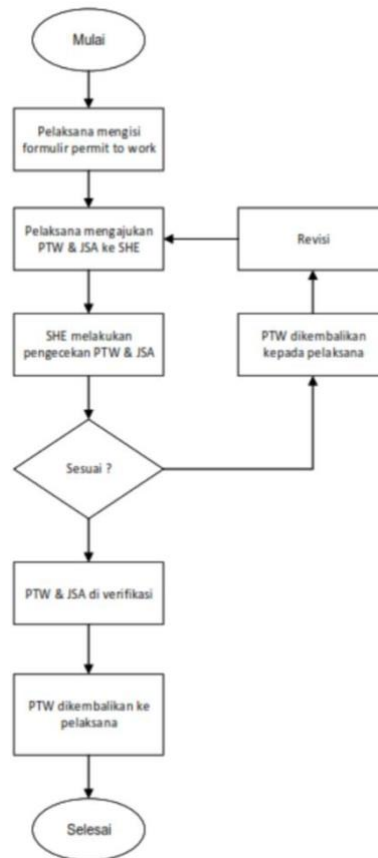 Mulai
Pelaksana mengisi
formulir permit to work
Pelaksana mengajukan
PTW & JSA ke SHE
Revisi
SHE melakukan
pengecekan PTW & JSA
PTW dikembalikan
kepada pelaksana
Sesuai ?
PTW & JSA di verifikasi
PTW dikembalikan ke
pelaksana
Selesai